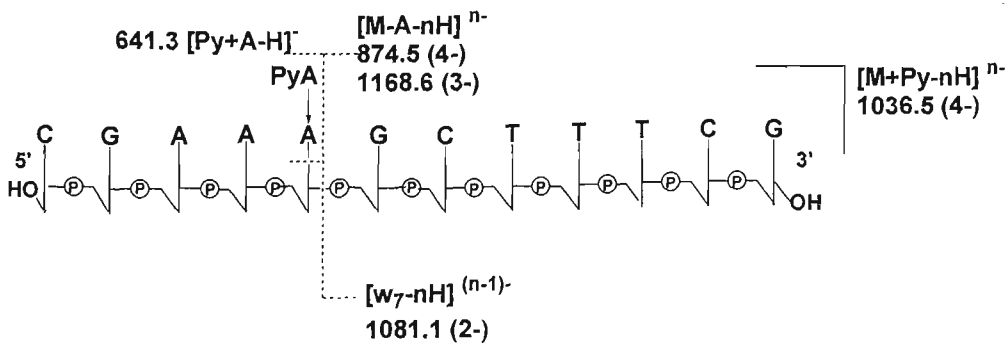 641.3 [Py+A-H]-
[M-A-nH] n-
874.5 (4-)
1168.6 (3-)
PyA
[M+Py-nH] n-
1036.5 (4-)
C G A A A G C T T T C G
5' 3'
HO P P P P P P P P P P P OH
[w7-nH] (n-1)-
1081.1 (2-)